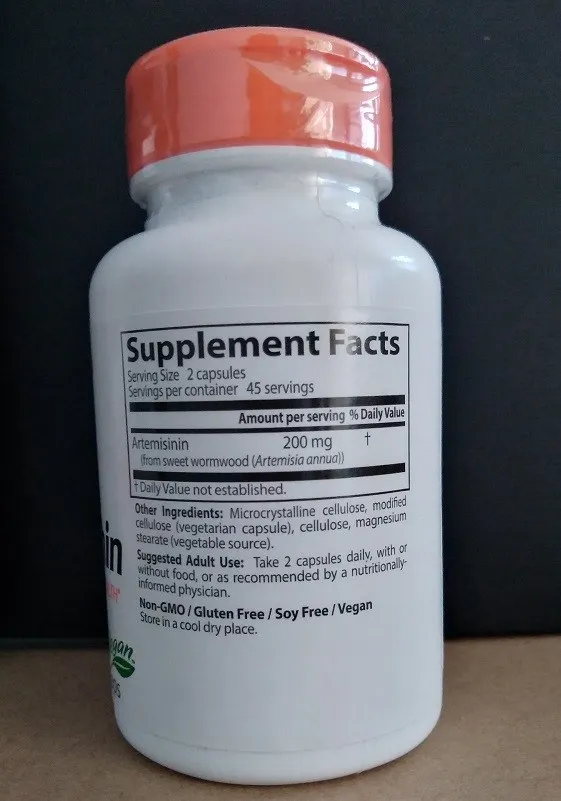 Supplement Facts
Serving Size 2 capsules
Servings per container 45 servings
Amount per serving % Daily Value
Artemisinin 200 mg †
(from sweet wormwood (Artemisia annua))
† Daily Value not established.
Other Ingredients: Microcrystalline cellulose, modified
cellulose (vegetarian capsule), cellulose, magnesium
stearate (vegetable source).
Suggested Adult Use: Take 2 capsules daily, with or
without food, or as recommended by a nutritionally-
informed physician.
Non-GMO / Gluten Free / Soy Free / Vegan
Store in a cool dry place.